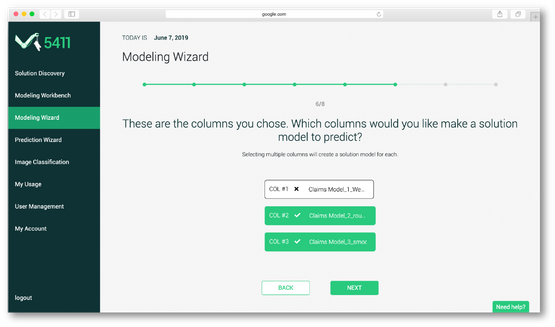 google.com
5411
TODAY IS June 7, 2019
Modeling Wizard
Solution Discovery
Modeling Workbench
Modeling Wizard
Prediction Wizard
Image Classification
My Usage
User Management
My Account
logout
6/8
These are the columns you chose. Which columns would you like make a solution
model to predict?
Selecting multiple columns will create a solution model for each.
COL #1 Claims Model_1_We...
COL #2 Claims Model_2_rou...
COL #3 Claims Model_3_smor
BACK
NEXT
Need help?